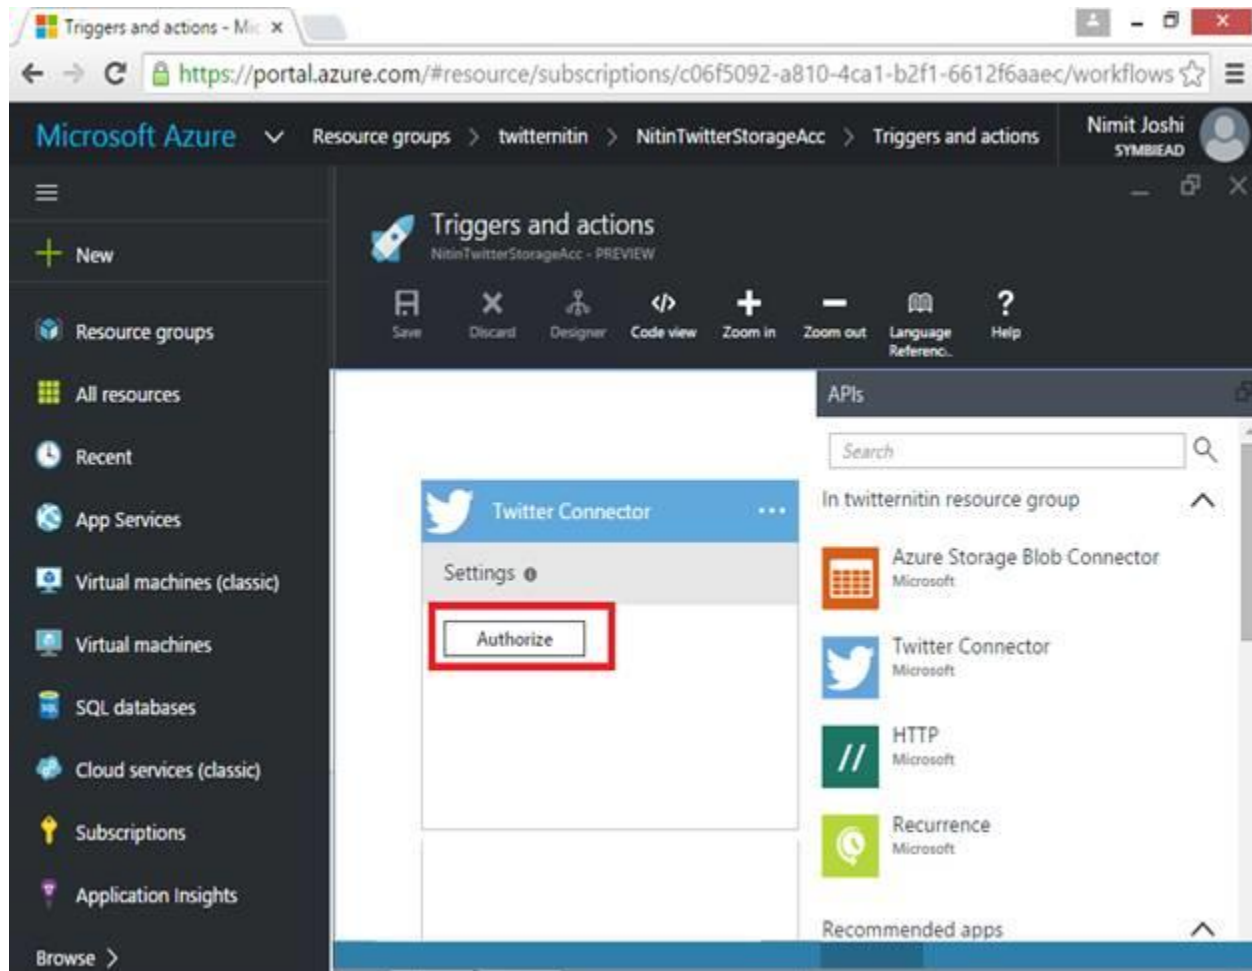 Triggers and actions - Mic
https://portal.azure.com/#resource/subscriptions/c06f5092-a810-4ca1-b2f1-6612f6aaec/workflows
Microsoft Azure Resource groups > twitternitin > NitinTwitterStorageAcc > Triggers and actions
Nimit Joshi
SYMBIEAD
Triggers and actions
NitinTwitterStorageAcc - PREVIEW
Save Discard Designer Code view Zoom in Zoom out Language Referenc.. Help
New
Resource groups
All resources
Recent
App Services
Virtual machines (classic)
Virtual machines
SQL databases
Cloud services (classic)
Subscriptions
Application Insights
Browse >
Twitter Connector ...
Settings
Authorize
APIs
Search
In twitternitin resource group
Azure Storage Blob Connector
Microsoft
Twitter Connector
Microsoft
HTTP
Microsoft
Recurrence
Microsoft
Recommended apps